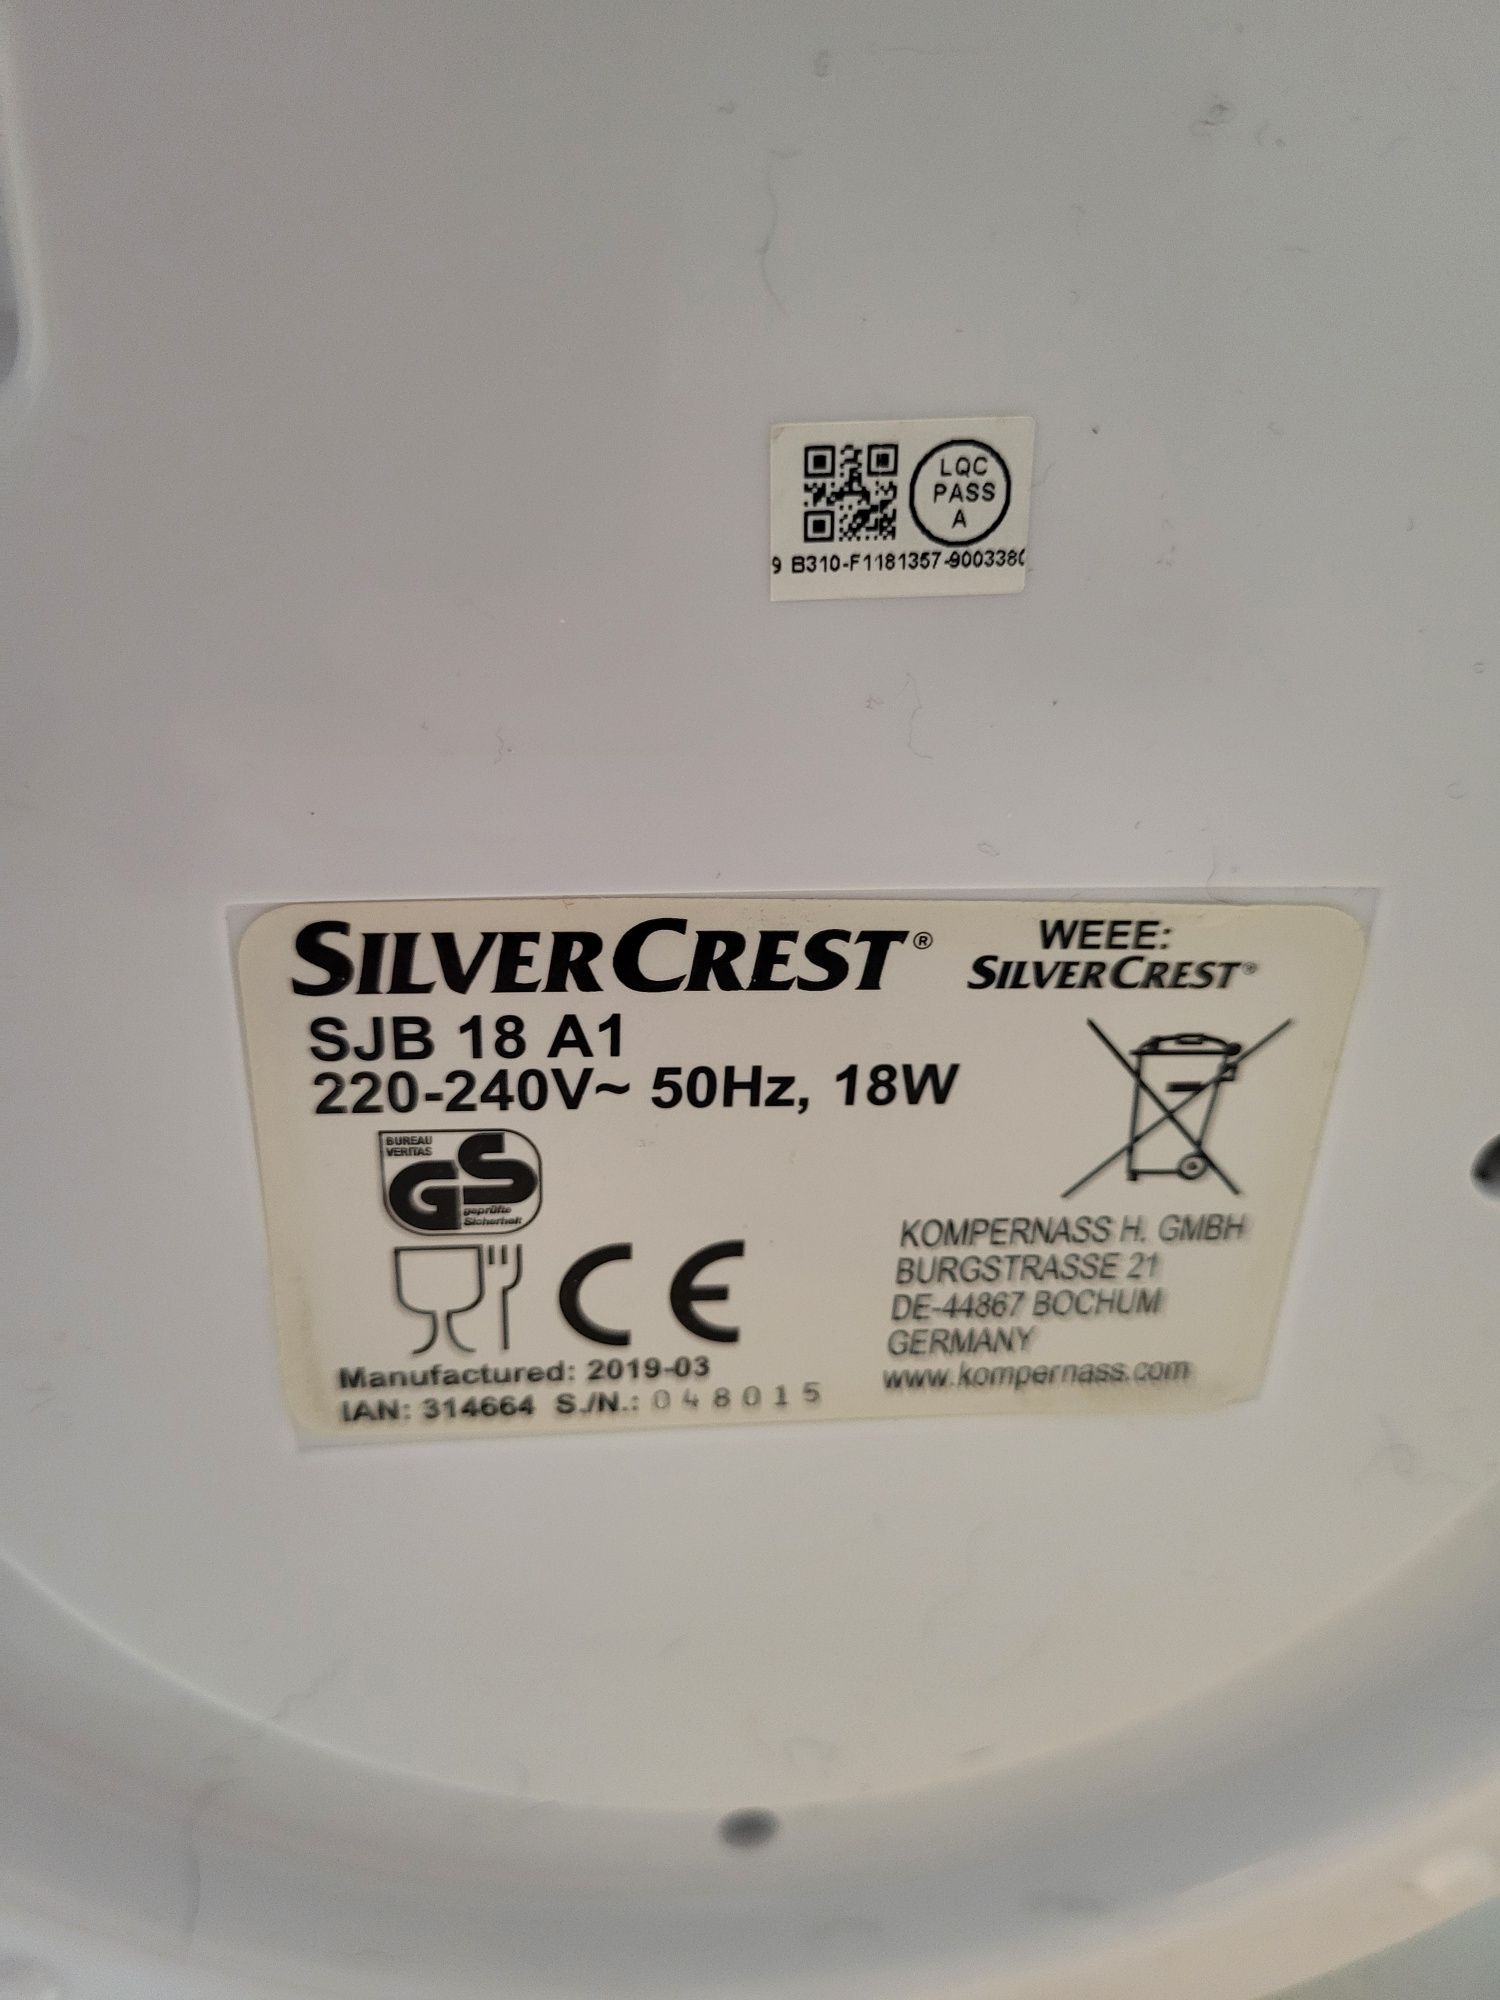 LQC
PASS
A
9 B310-F1181357-900338
SILVERCREST® WEEE:
SILVERCREST®
SJB 18 A1
220-240V~ 50Hz, 18W
BUREAU
VERITAS
GS
geprüfte
Sicherheit
CE
KOMPERNASS H. GMBH
BURGSTRASSE 21
DE-44867 BOCHUM
GERMANY
www.kompernass.com
Manufactured: 2019-03
IAN: 314664 S./N.: 048015